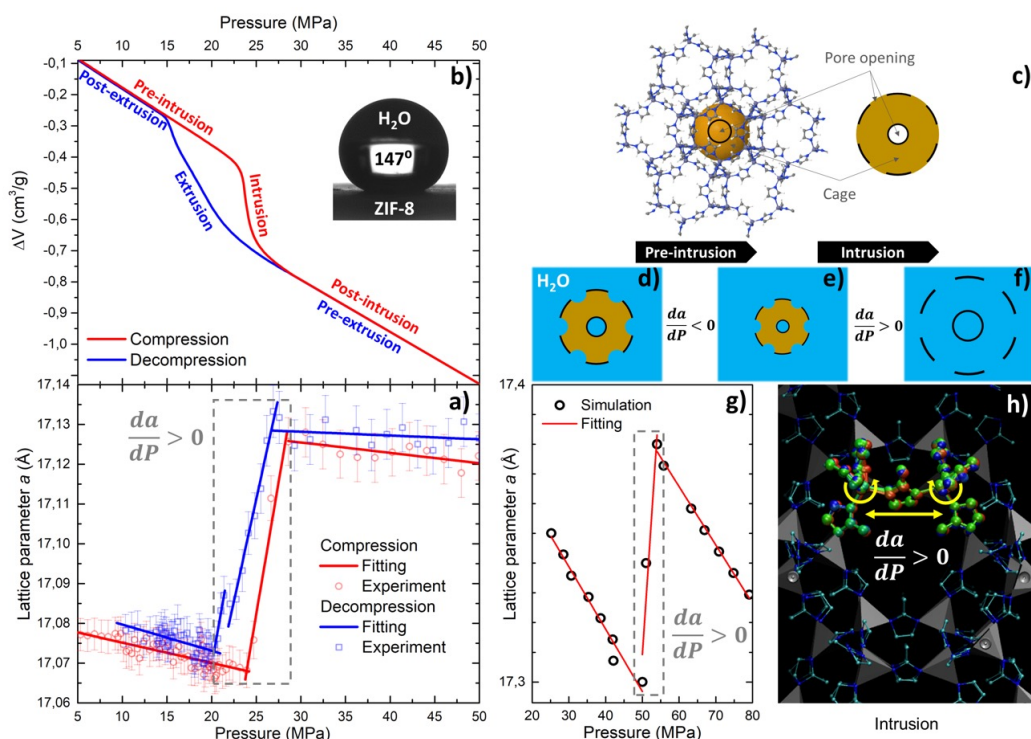 Pressure (MPa)
5 10 15 20 25 30 35 40 45 50
b)
-0,1
-0,2
-0,3
-0,4
-0,5
-0,6
-0,7
-0,8
-0,9
-1,0
ΔV (cm³/g)
Post-extrusion
Pre-intrusion
Extrusion
Intrusion
Post-intrusion
Pre-extrusion
H₂O
147⁰
ZIF-8
Compression
Decompression
c)
Pore opening
Cage
Pre-intrusion
Intrusion
H₂O
d)
da/dP < 0
e)
da/dP > 0
f)
17,14
17,13
17,12
17,11
17,10
17,09
17,08
17,07
17,06
Lattice parameter a (Å)
a)
da/dP > 0
Compression
Fitting
Experiment
Decompression
Fitting
Experiment
5 10 15 20 25 30 35 40 45 50
Pressure (MPa)
g)
17,4
17,3
Lattice parameter a (Å)
Simulation
Fitting
da/dP > 0
20 30 40 50 60 70 80
Pressure (MPa)
h)
da/dP > 0
Intrusion